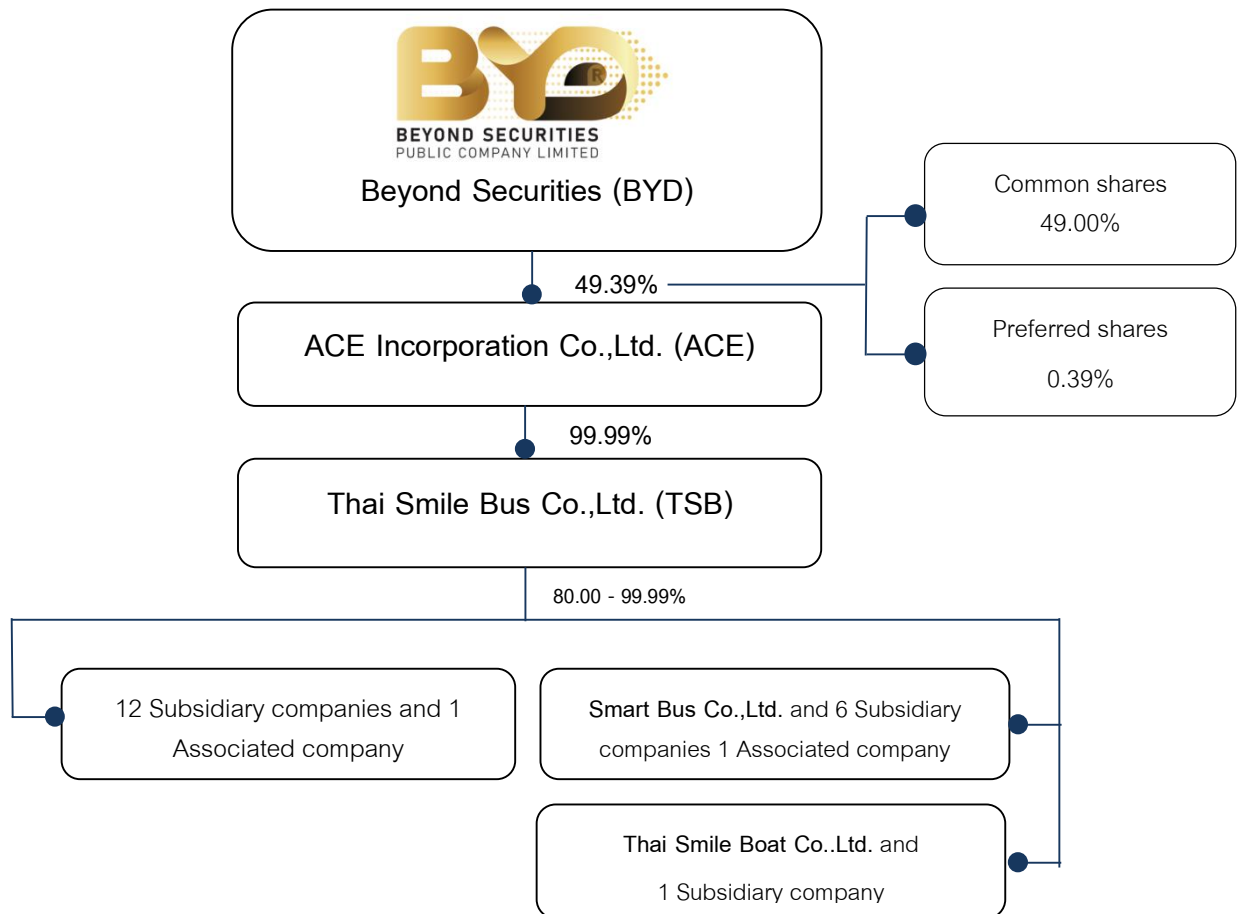 BYD
R
BEYOND SECURITIES
PUBLIC COMPANY LIMITED
Beyond Securities (BYD)
49.39%
Common shares
49.00%
Preferred shares
0.39%
ACE Incorporation Co.,Ltd. (ACE)
99.99%
Thai Smile Bus Co.,Ltd. (TSB)
80.00 - 99.99%
12 Subsidiary companies and 1
Associated company
Smart Bus Co.,Ltd. and 6 Subsidiary
companies 1 Associated company
Thai Smile Boat Co..Ltd. and
1 Subsidiary company